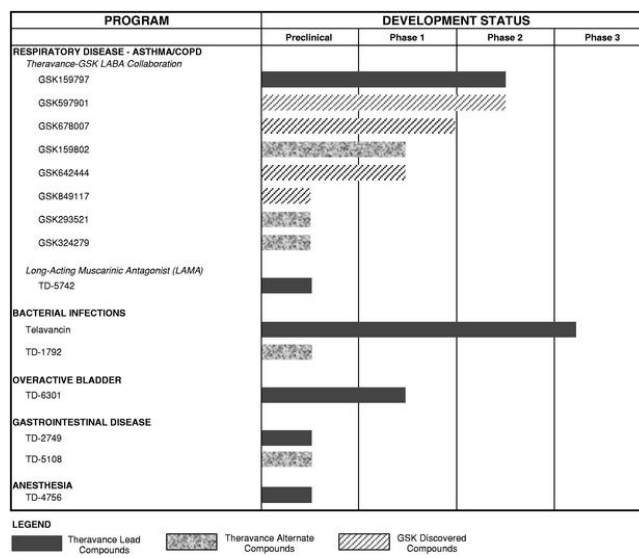 PROGRAM DEVELOPMENT STATUS
Preclinical Phase 1 Phase 2 Phase 3
RESPIRATORY DISEASE - ASTHMA/COPD
Theravance-GSK LABA Collaboration
GSK159797
GSK597901
GSK678007
GSK159802
GSK642444
GSK849117
GSK293521
GSK324279
Long-Acting Muscarinic Antagonist (LAMA)
TD-5742
BACTERIAL INFECTIONS
Telavancin
TD-1792
OVERACTIVE BLADDER
TD-6301
GASTROINTESTINAL DISEASE
TD-2749
TD-5108
ANESTHESIA
TD-4756
LEGEND
Theravance Lead Compounds
Theravance Alternate Compounds
GSK Discovered Compounds